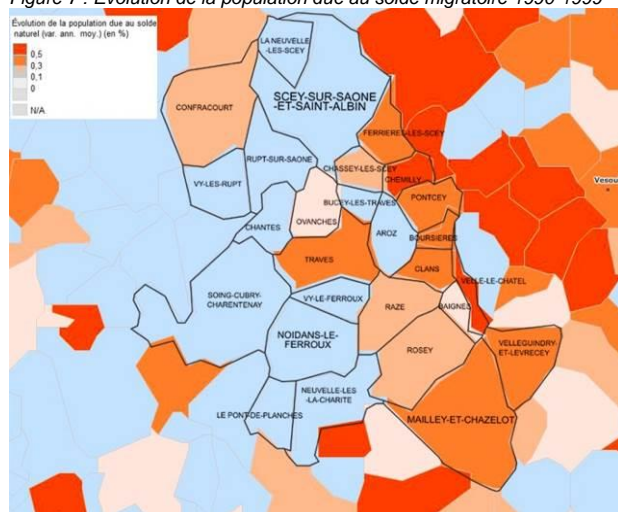 Figure 7 : Evolution de la population due au solde migratoire 1990-1999
Évolution de la population due au solde
naturel (var. ann. moy.) (en %)
0,5
0,3
0,1
0
N/A
LA NEUVELLE
-LES-SCEY
SCEY-SUR-SAONE
-ET-SAINT-ALBIN
CONFRACOURT
FERRIERES-LES-SCEY
RUPT-SUR-SAONE
CHASSEY-LES-SCEY
CHEMILLY
VY-LES-RUPT
Vesoul
PONTCEY
BUCEY-LES-TRAVES
OVANCHES
CHANTES
AROZ
BOURSIERES
TRAVES
CLANS
VELLE-LE-CHATEL
SOING-CUBRY-
CHARENTENAY
VY-LE-FERROUX
RAZE
BAIGNES
NOIDANS-LE-
FERROUX
ROSEY
VELLEGUINDRY-
ET-LEVRECEY
NEUVELLE-LES
-LA-CHARITE
LE PONT-DE-PLANCHES
MAILLEY-ET-CHAZELOT